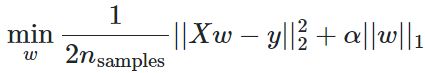 min_w 1/(2n_samples) ||Xw − y||₂² + α||w||₁